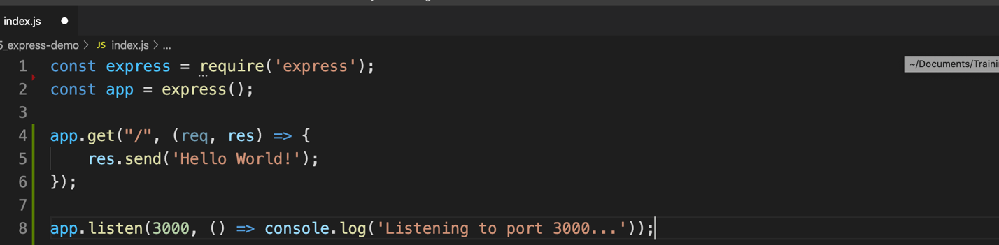 index.js
5_express-demo > JS index.js > ...
~/Documents/Traini
1 const express = require('express');
2 const app = express();
3
4 app.get("/", (req, res) => {
5 res.send('Hello World!');
6 });
7
8 app.listen(3000, () => console.log('Listening to port 3000...'));